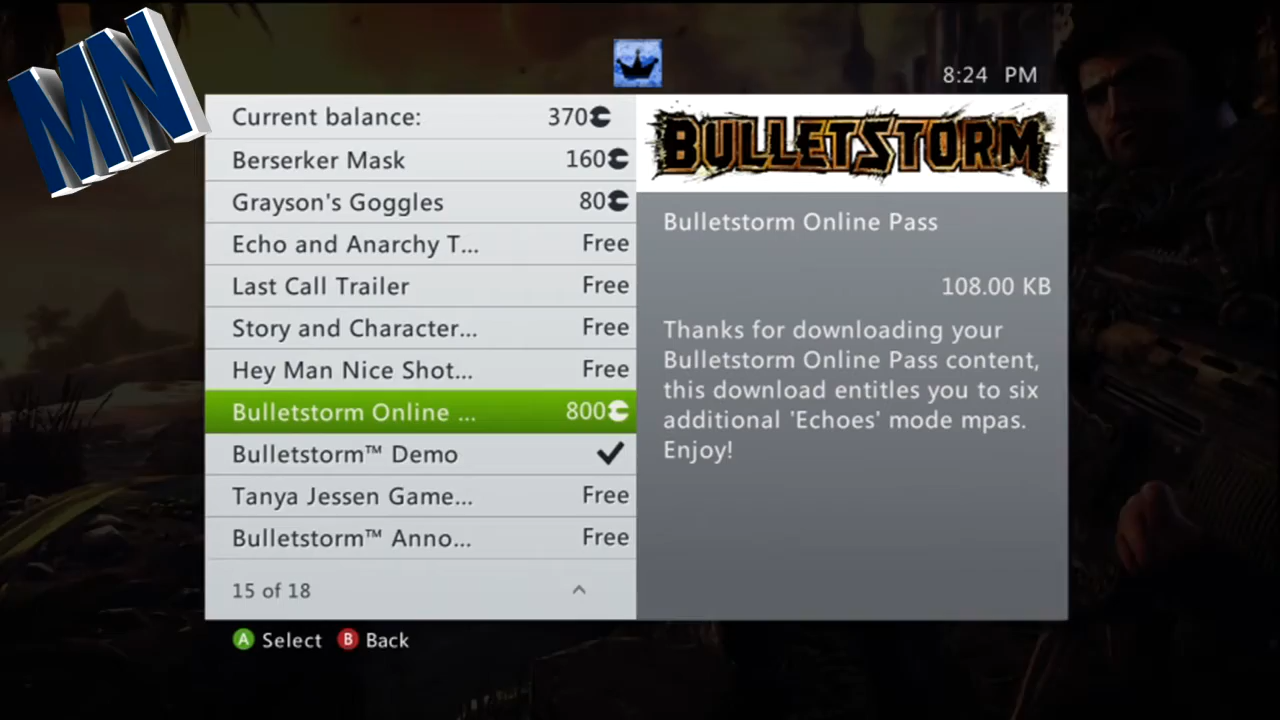 MN
8:24 PM
Current balance: 370
Berserker Mask 160
Grayson's Goggles 80
Echo and Anarchy T... Free
Last Call Trailer Free
Story and Character... Free
Hey Man Nice Shot... Free
Bulletstorm Online ... 800
Bulletstorm™ Demo
Tanya Jessen Game... Free
Bulletstorm™ Anno... Free
15 of 18
BULLETSTORM
Bulletstorm Online Pass
108.00 KB
Thanks for downloading your
Bulletstorm Online Pass content,
this download entitles you to six
additional 'Echoes' mode mpas.
Enjoy!
A Select B Back